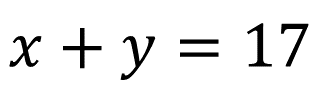 x + y = 17